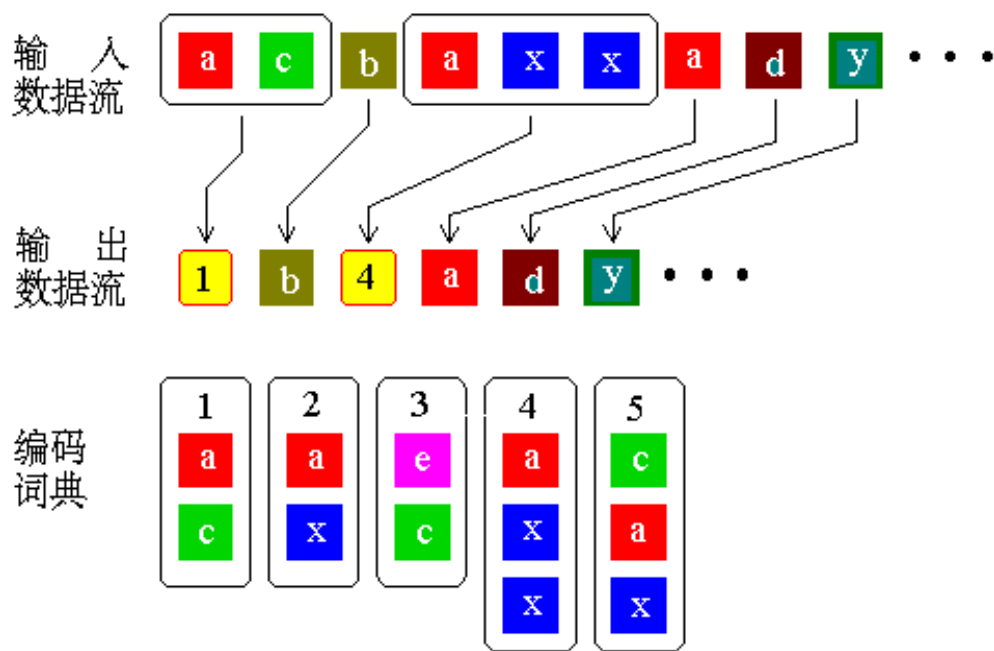 输 入
数据流
a c b a x x a d y • • •
输 出
数据流
1 b 4 a d y • • •
编码
词典
1 2 3 4 5
a a e a c
c x c x a
x x